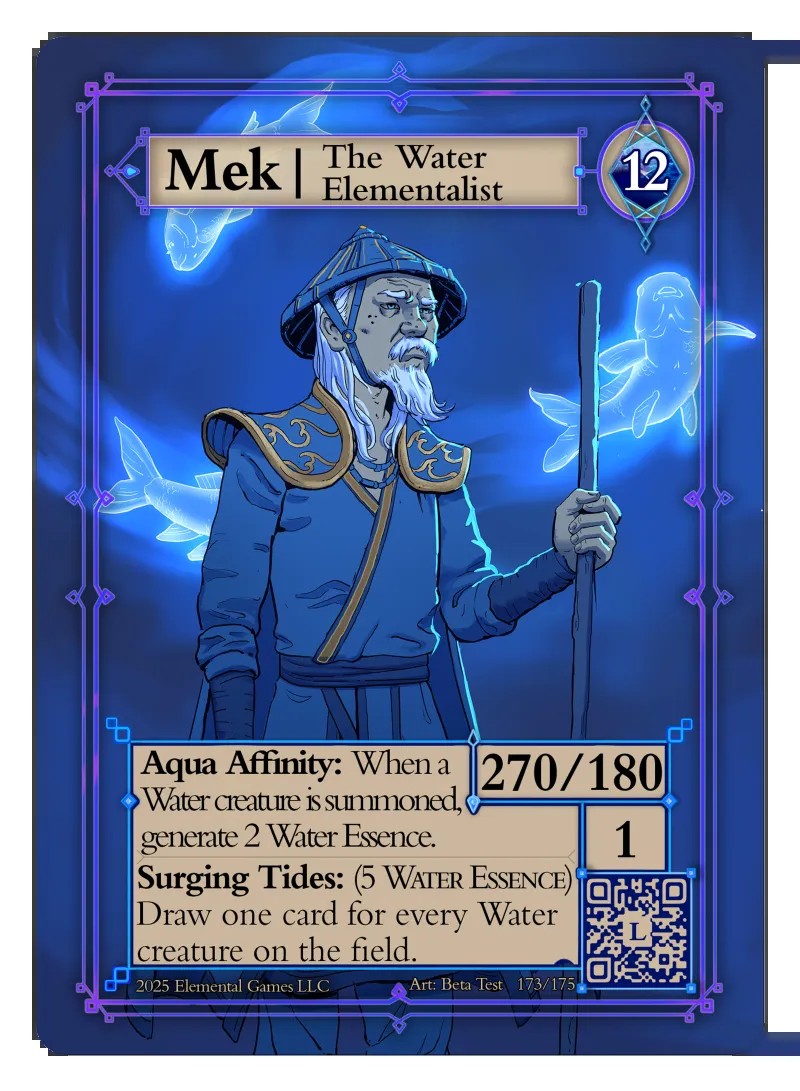 Mek | The Water
Elementalist
12
Aqua Affinity: When a
Water creature is summoned,
generate 2 Water Essence.
270/180
1
Surging Tides: (5 WATER ESSENCE)
Draw one card for every Water
creature on the field.
L
2025 Elemental Games LLC
Art: Beta Test 173/175